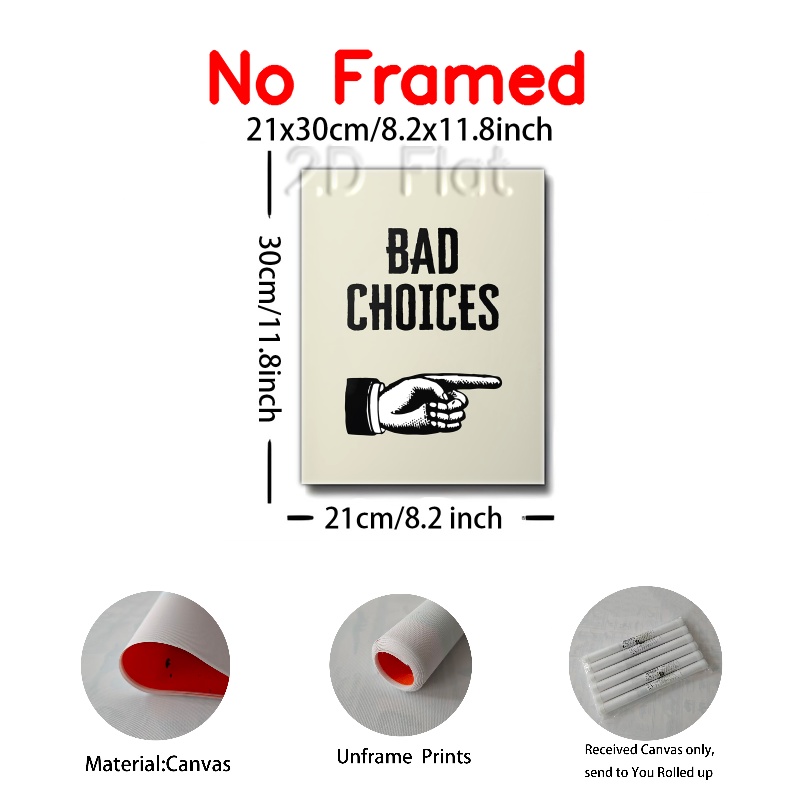 No Framed
21x30cm/8.2x11.8inch
2D Flat
30cm/11.8inch
BAD
CHOICES
21cm/8.2 inch
Material:Canvas
Unframe Prints
Received Canvas only,
send to You Rolled up